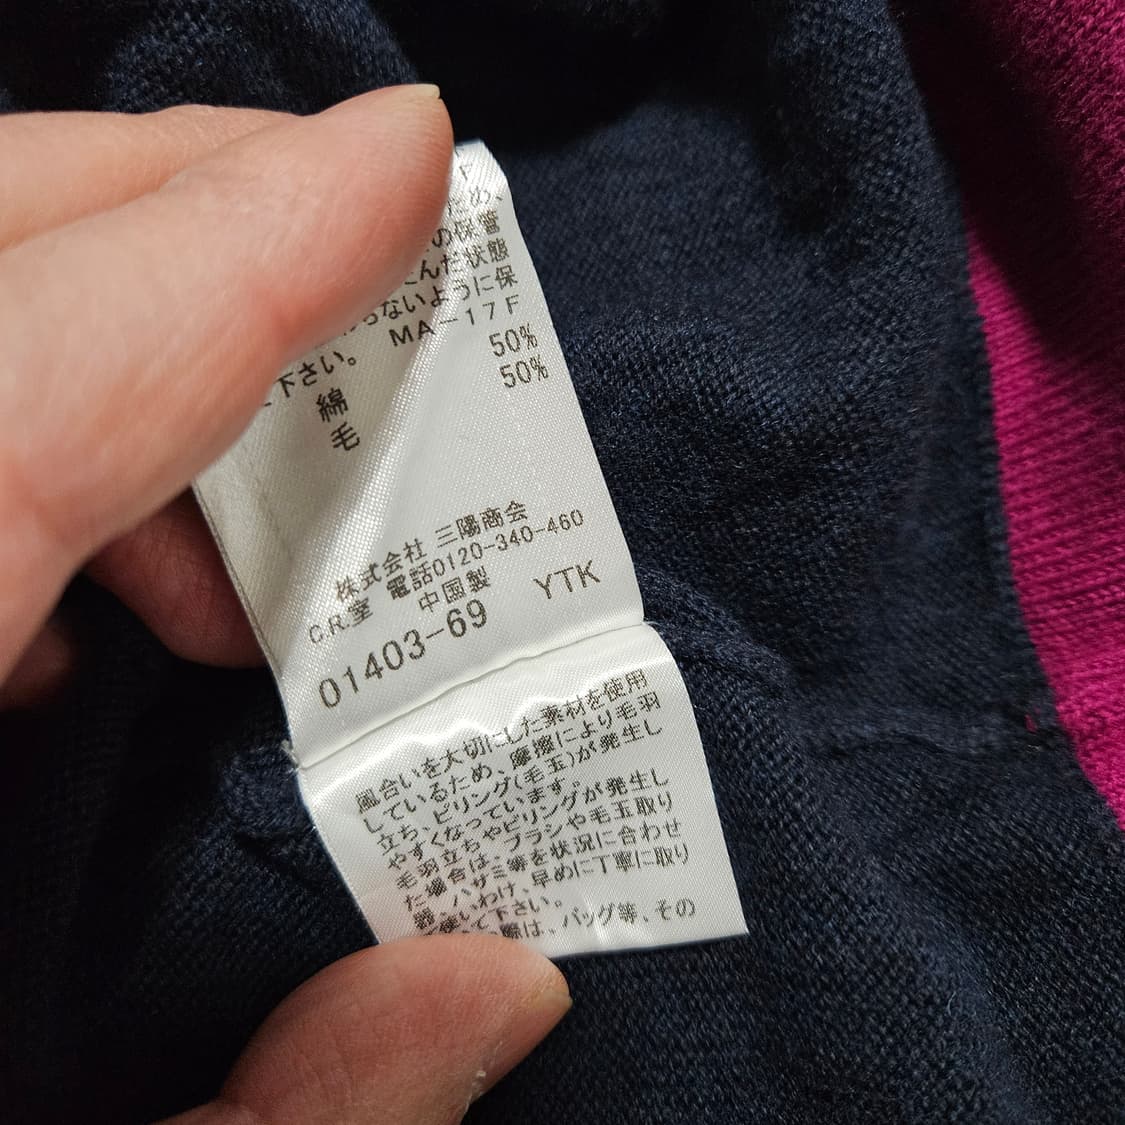 め
の保管
んだ状態
らないように保
下さい。 MA-17F
綿 50%
毛 50%
株式会社 三陽商会
C.R.室 電話0120-340-460
中国製
01403-69 YTK
風合いを大切にした素材を使用
しているため、摩擦により毛羽
立ち、ピリング(毛玉)が発生し
やすくなっています。
毛羽立ちやピリングが発生し
た場合は、ブラシや毛玉取り
器、ハサミ等を状況に合わせ
使いわけ、早めに丁寧に取り
下さい。
際は、バッグ等、その